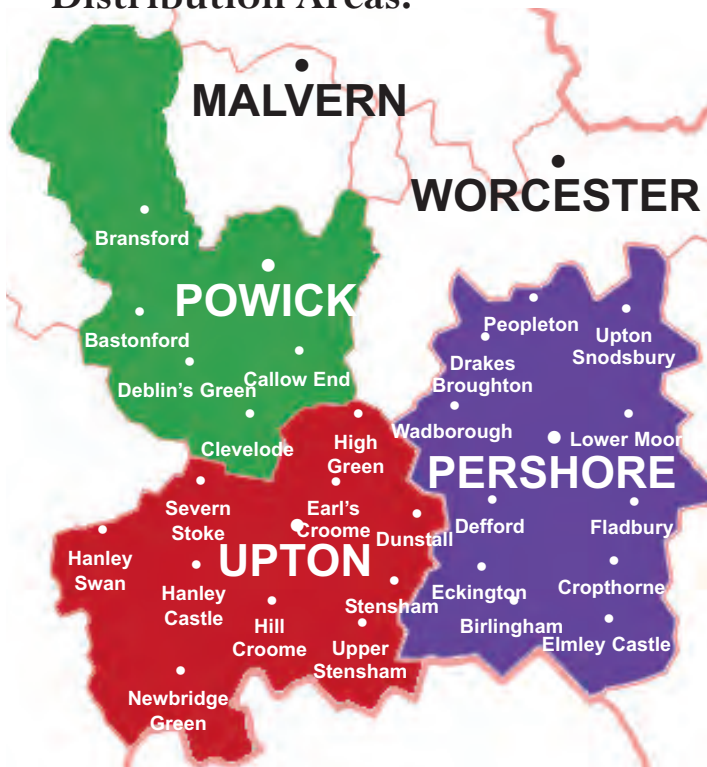 Distribution Areas:
MALVERN
WORCESTER
Bransford
POWICK
Bastonford
Callow End
Deblin's Green
Clevelode
Peopleton
Upton
Snodsbury
Drakes
Broughton
Wadborough
Lower Moor
PERSHORE
Defford
Fladbury
Eckington
Cropthorne
Birlingham
Elmley Castle
High
Green
Severn
Stoke
Earl's
Croome
Dunstall
Hanley
Swan
UPTON
Hanley
Castle
Stensham
Hill
Croome
Upper
Stensham
Newbridge
Green